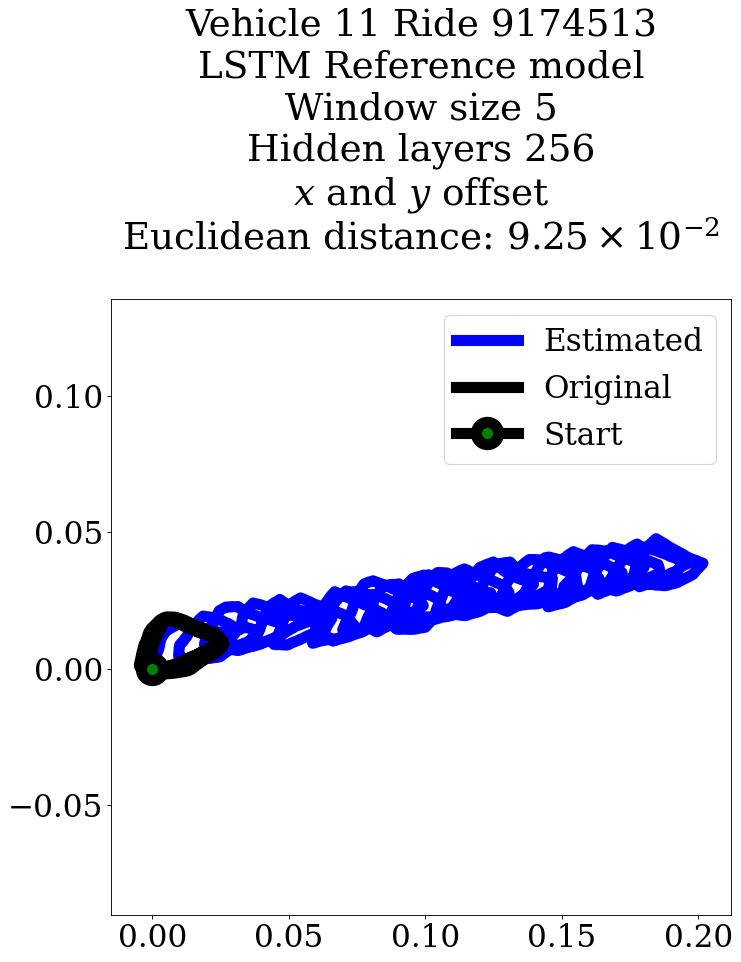 Vehicle 11 Ride 9174513
LSTM Reference model
Window size 5
Hidden layers 256
x and y offset
Euclidean distance: 9.25 × 10⁻²
Estimated
Original
Start
0.10
0.05
0.00
−0.05
0.00 0.05 0.10 0.15 0.20